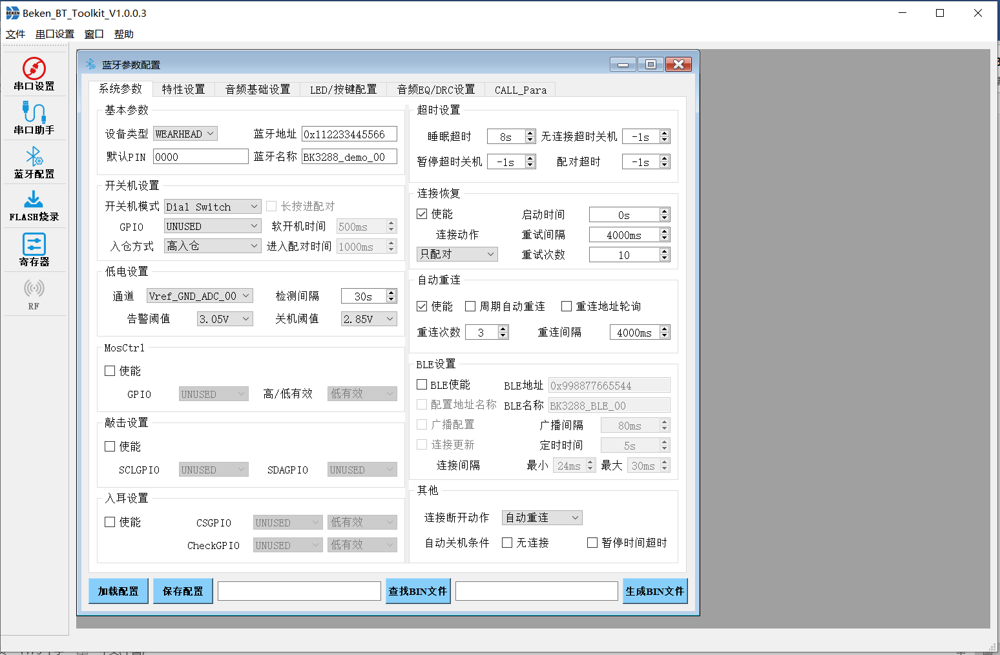 BEKEN Beken_BT_Toolkit_V1.0.0.3
文件 串口设置 窗口 帮助
串口设置
串口助手
蓝牙配置
FLASH烧录
寄存器
RF
蓝牙参数配置
系统参数 特性设置 音频基础设置 LED/按键配置 音频EQ/DRC设置 CALL_Para
基本参数
设备类型 WEARHEAD 蓝牙地址 0x112233445566
默认PIN 0000 蓝牙名称 BK3288_demo_00
开关机设置
开关机模式 Dial Switch 长按进配对
GPIO UNUSED 软开机时间 500ms
入仓方式 高入仓 进入配对时间 1000ms
低电设置
通道 Vref_GND_ADC_00 检测间隔 30s
告警阈值 3.05V 关机阈值 2.85V
MosCtrl
使能
GPIO UNUSED 高/低有效 低有效
敲击设置
使能
SCLGPIO UNUSED SDAGPIO UNUSED
入耳设置
使能 CSGPIO UNUSED 低有效
CheckGPIO UNUSED 低有效
超时设置
睡眠超时 8s 无连接超时关机 -1s
暂停超时关机 -1s 配对超时 -1s
连接恢复
使能 启动时间 0s
连接动作 重试间隔 4000ms
只配对 重试次数 10
自动重连
使能 周期自动重连 重连地址轮询
重连次数 3 重连间隔 4000ms
BLE设置
BLE使能 BLE地址 0x998877665544
配置地址名称 BLE名称 BK3288_BLE_00
广播配置 广播间隔 80ms
连接更新 定时时间 5s
连接间隔 最小 24ms 最大 30ms
其他
连接断开动作 自动重连
自动关机条件 无连接 暂停时间超时
加载配置 保存配置 查找BIN文件 生成BIN文件